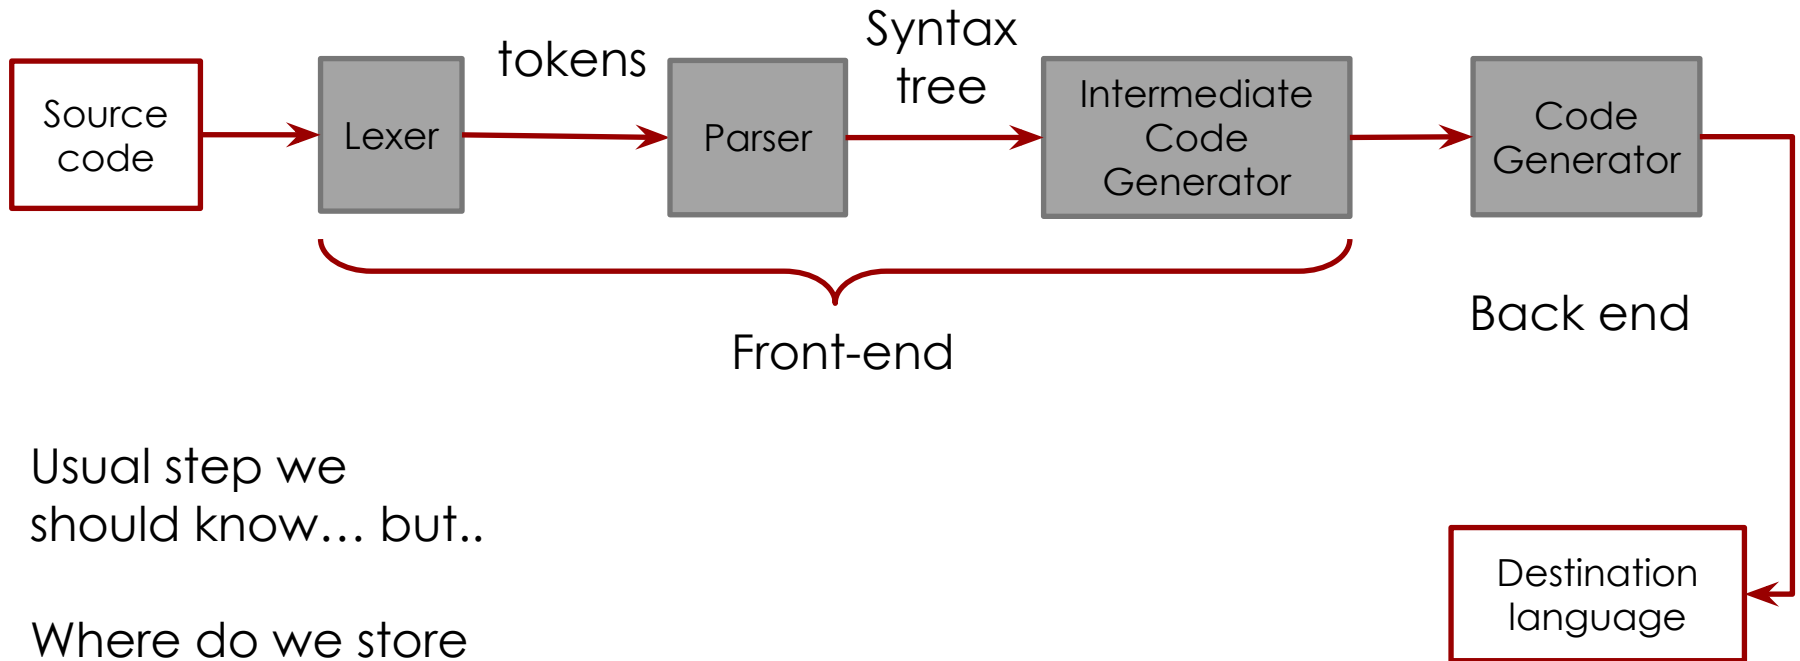 Source
code
Lexer
tokens
Parser
Syntax
tree
Intermediate
Code
Generator
Code
Generator
Front-end
Back end
Usual step we
should know… but..
Destination
language
Where do we store